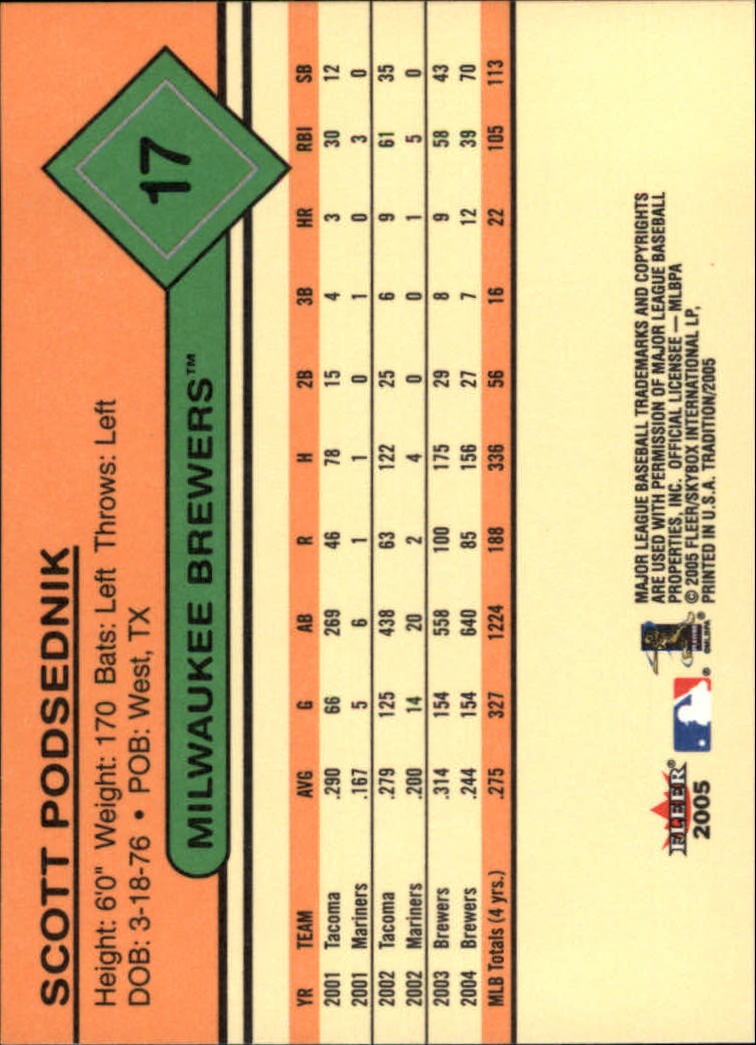 SCOTT PODSEDNIK
Height: 6'0" Weight: 170 Bats: Left Throws: Left
DOB: 3-18-76 • POB: West, TX
MILWAUKEE BREWERS™
17
YR TEAM AVG G AB R H 2B 3B HR RBI SB
2001 Tacoma .290 66 269 46 78 15 4 3 30 12
2001 Mariners .167 5 6 1 1 0 1 0 3 0
2002 Tacoma .279 125 438 63 122 25 6 9 61 35
2002 Mariners .200 14 20 2 4 0 0 1 5 0
2003 Brewers .314 154 558 100 175 29 8 9 58 43
2004 Brewers .244 154 640 85 156 27 7 12 39 70
MLB Totals (4 yrs.) .275 327 1224 188 336 56 16 22 105 113
FLEER®
2005
®
®
©MLBPA
MAJOR LEAGUE BASEBALL TRADEMARKS AND COPYRIGHTS
ARE USED WITH PERMISSION OF MAJOR LEAGUE BASEBALL
PROPERTIES, INC. OFFICIAL LICENSEE — MLBPA
© 2005 FLEER/SKYBOX INTERNATIONAL LP,
PRINTED IN U.S.A. TRADITION/2005